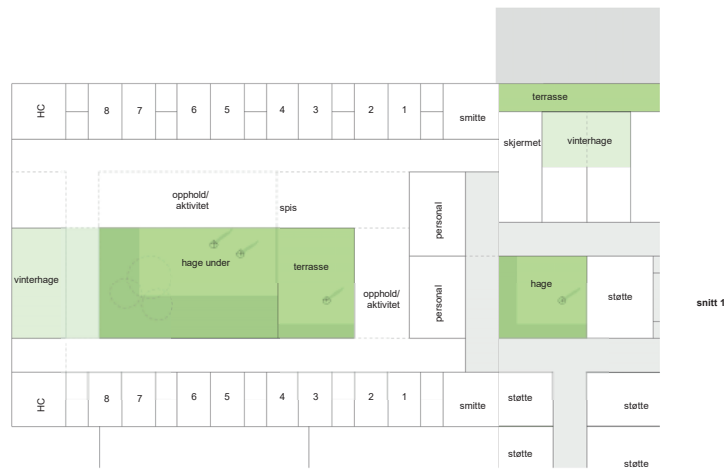 terrasse
HC
8
7
6
5
4
3
2
1
smitte
skjermet
vinterhage
opphold/
aktivitet
spis
personal
hage under
terrasse
vinterhage
opphold/
aktivitet
personal
hage
støtte
snitt 1
HC
8
7
6
5
4
3
2
1
smitte
støtte
støtte
støtte
støtte